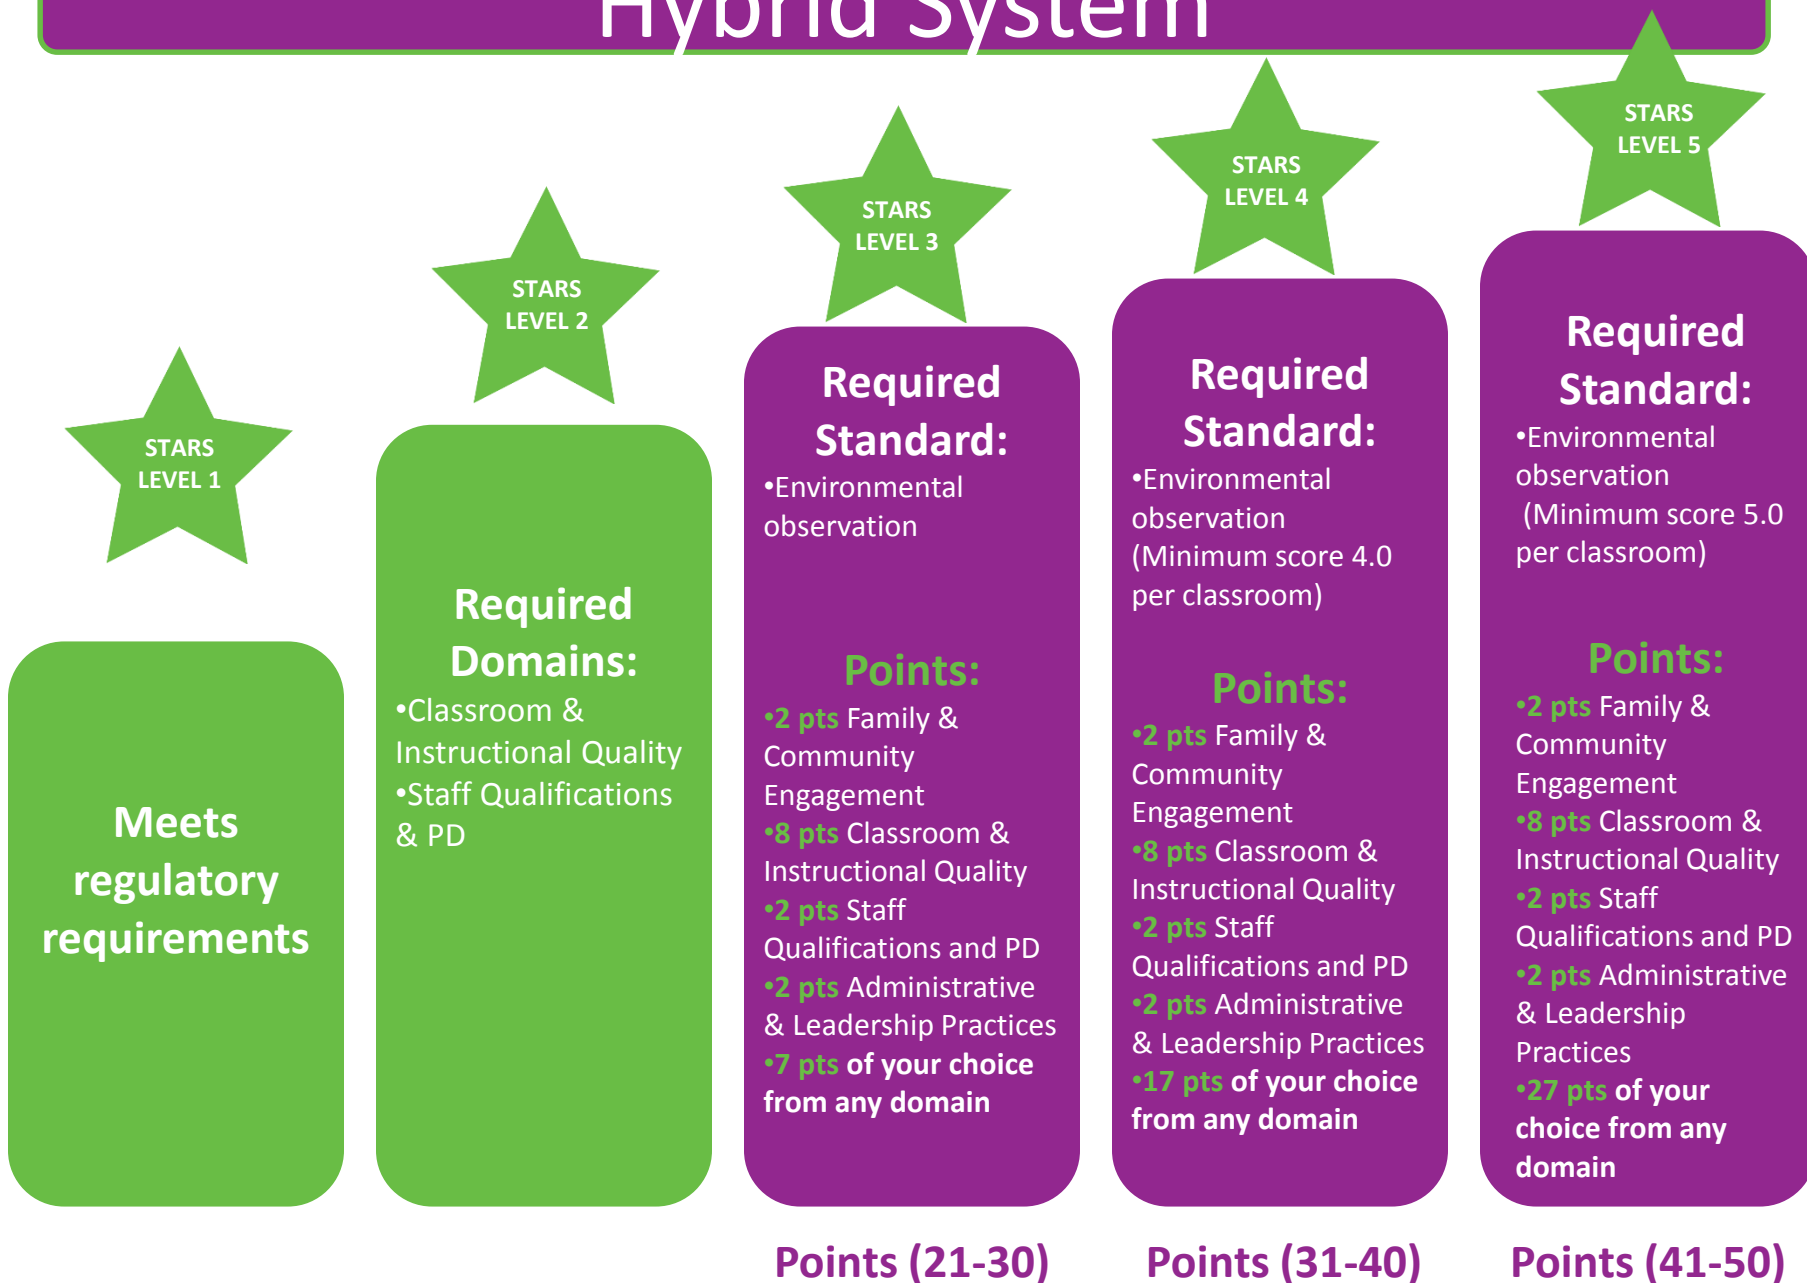 Hybrid System
STARS
LEVEL 1
Meets
regulatory
requirements
STARS
LEVEL 2
Required
Domains:
•Classroom &
Instructional Quality
•Staff Qualifications
& PD
STARS
LEVEL 3
Required
Standard:
•Environmental
observation
Points:
•2 pts Family &
Community
Engagement
•8 pts Classroom &
Instructional Quality
•2 pts Staff
Qualifications and PD
•2 pts Administrative
& Leadership Practices
•7 pts of your choice
from any domain
Points (21-30)
STARS
LEVEL 4
Required
Standard:
•Environmental
observation
(Minimum score 4.0
per classroom)
Points:
•2 pts Family &
Community
Engagement
•8 pts Classroom &
Instructional Quality
•2 pts Staff
Qualifications and PD
•2 pts Administrative
& Leadership Practices
•17 pts of your choice
from any domain
Points (31-40)
STARS
LEVEL 5
Required
Standard:
•Environmental
observation
(Minimum score 5.0
per classroom)
Points:
•2 pts Family &
Community
Engagement
•8 pts Classroom &
Instructional Quality
•2 pts Staff
Qualifications and PD
•2 pts Administrative
& Leadership
Practices
•27 pts of your
choice from any
domain
Points (41-50)